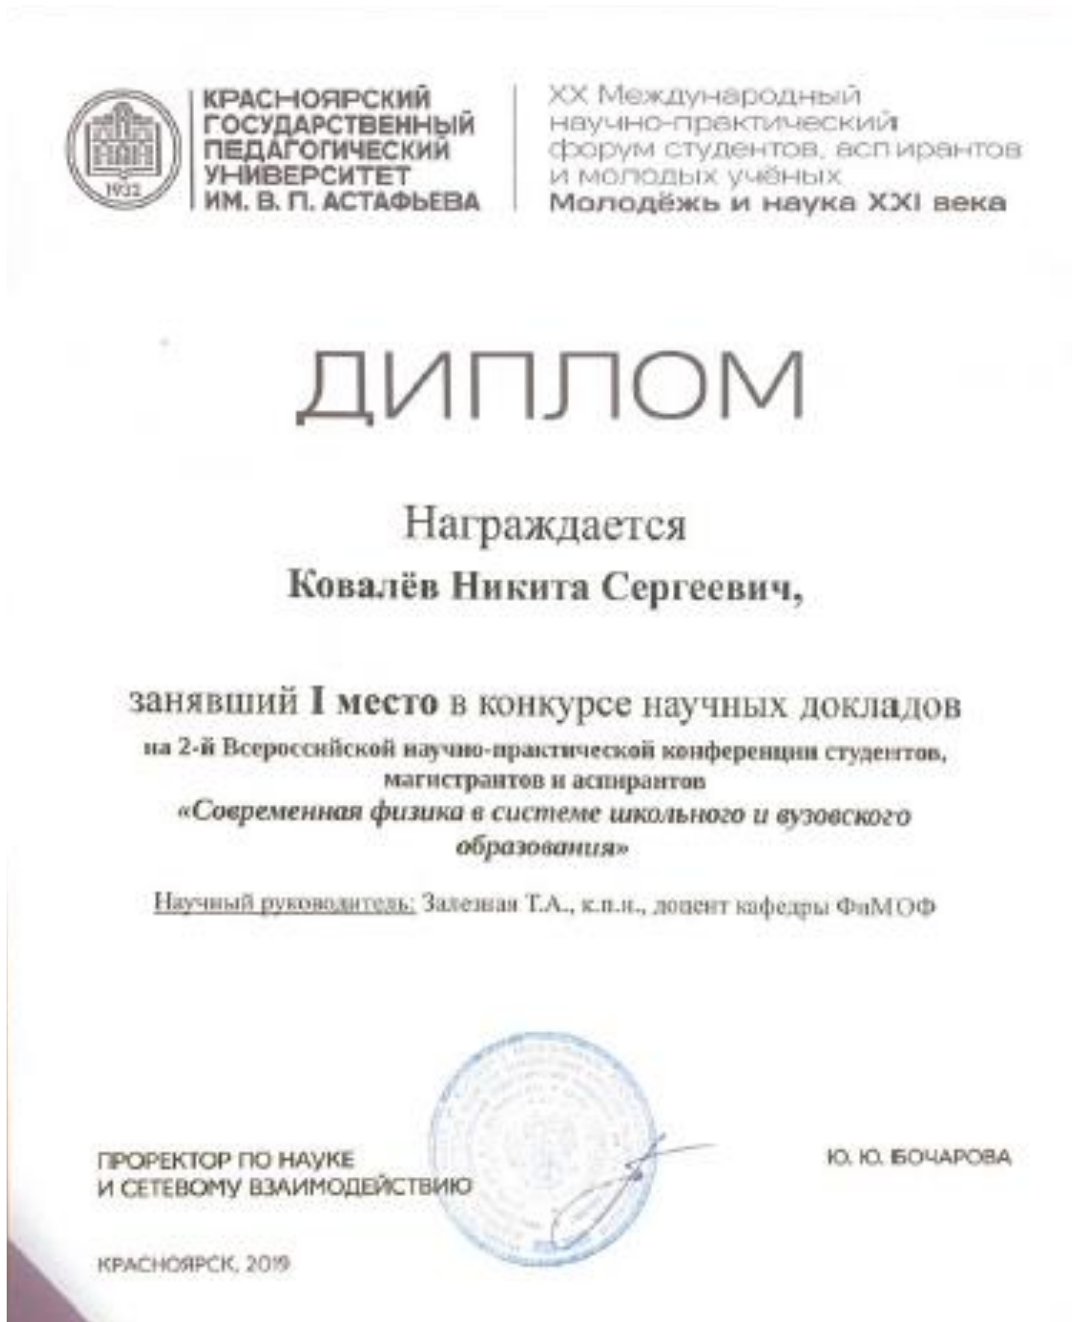 КРАСНОЯРСКИЙ
ГОСУДАРСТВЕННЫЙ
ПЕДАГОГИЧЕСКИЙ
УНИВЕРСИТЕТ
ИМ. В. П. АСТАФЬЕВА
1932
XX Международный
научно-практический
форум студентов, аспирантов
и молодых учёных
Молодёжь и наука XXI века
ДИПЛОМ
Награждается
Ковалёв Никита Сергеевич,
занявший I место в конкурсе научных докладов
на 2-й Всероссийской научно-практической конференции студентов,
магистрантов и аспирантов
«Современная физика в системе школьного и вузовского
образования»
Научный руководитель: Залезная Т.А., к.п.н., доцент кафедры ФиМОФ
ПРОРЕКТОР ПО НАУКЕ
И СЕТЕВОМУ ВЗАИМОДЕЙСТВИЮ
Ю. Ю. БОЧАРОВА
КРАСНОЯРСК, 2019